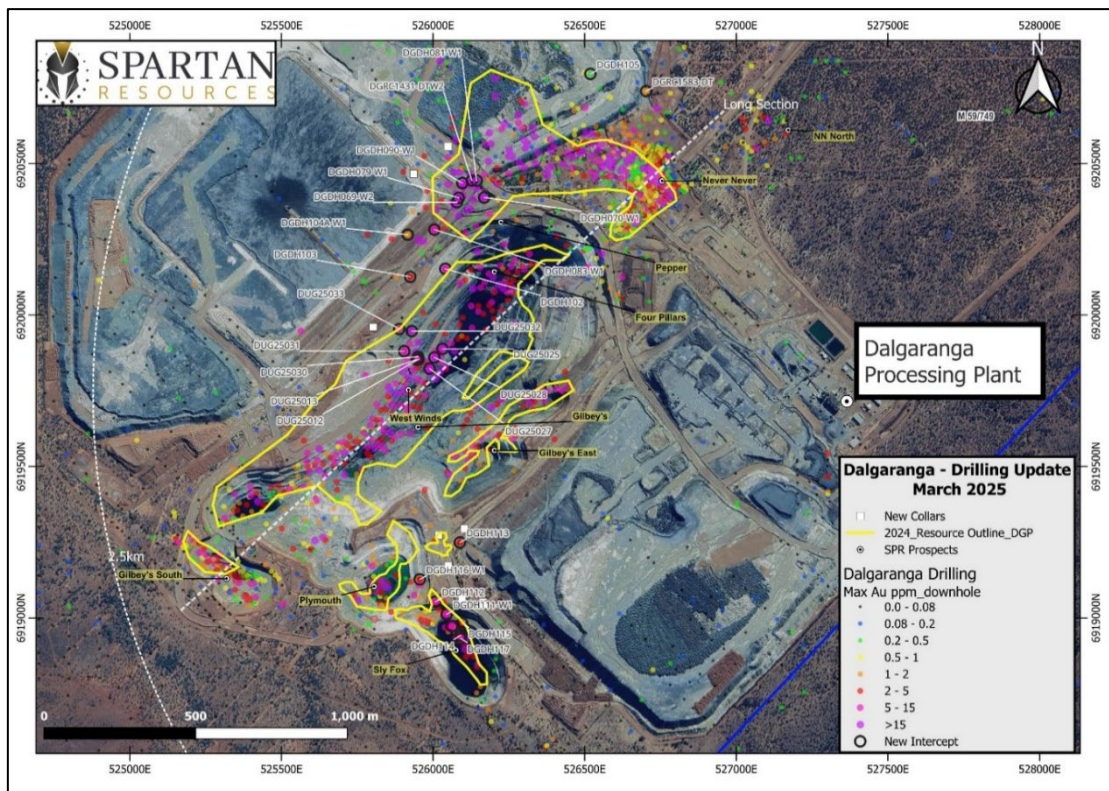 525000E 525500E 526000E 526500E 527000E 527500E 528000E
SPARTAN
RESOURCES
DGDH081-W1
DGRC1431-DTW2
DGDH105
DGRC1583-DT
N
Long Section
M 59/749
NN North
6920500N
6920500N
DGDH090-W1
DGDH079-W1
DGDH069-W2
Never Never
DGDH104A-W1
DGDH070-W1
DGDH103
Pepper
DGDH083-W1
DGDH102
DUG25033
Four Pillars
6920000N
6920000N
DUG25032
DUG25031
DUG25025
DUG25030
DUG25013
DUG25028
DUG25012
West Winds
Gilbey's
DUG25027
Gilbey's East
Dalgaranga
Processing Plant
6919500N
6919500N
DGDH113
2.5km
Gilbey's South
DGDH116-W1
Plymouth
DGDH112
DGDH111-W1
6919000N
6919000N
DGDH115
DGDH114
DGDH117
Sly Fox
0 500 1,000 m
Dalgaranga - Drilling Update
March 2025
New Collars
2024_Resource Outline_DGP
SPR Prospects
Dalgaranga Drilling
Max Au ppm_downhole
0.0 - 0.08
0.08 - 0.2
0.2 - 0.5
0.5 - 1
1 - 2
2 - 5
5 - 15
>15
New Intercept
525000E 525500E 526000E 526500E 527000E 527500E 528000E